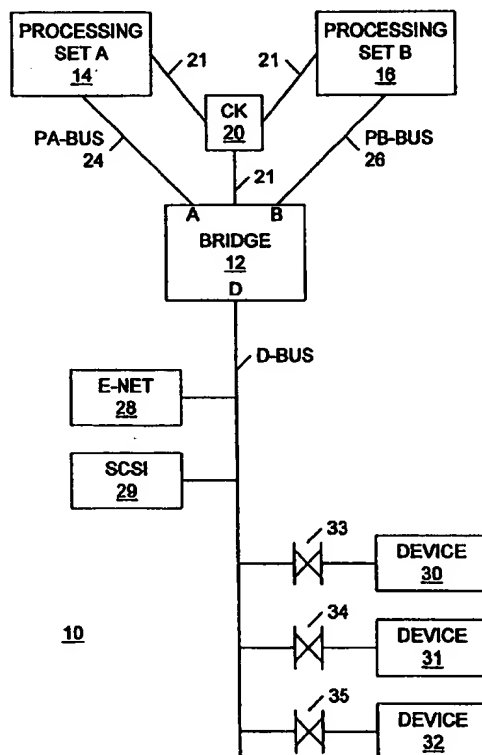 PROCESSING
SET A
14
PROCESSING
SET B
16
21
21
CK
20
PA-BUS
24
PB-BUS
26
21
A
B
BRIDGE
12
D
D-BUS
E-NET
28
SCSI
29
33
DEVICE
30
10
34
DEVICE
31
35
DEVICE
32